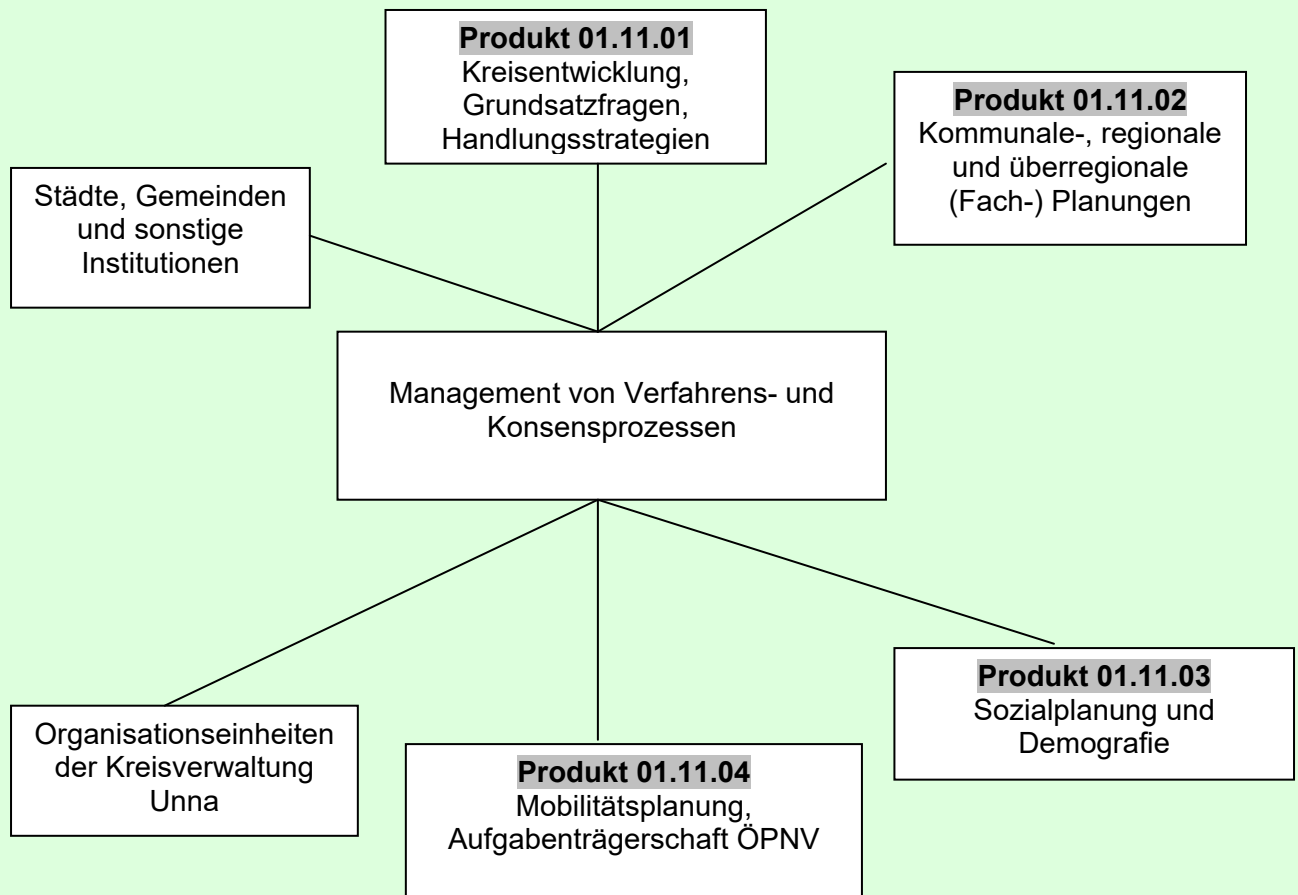 Produkt 01.11.01
Kreisentwicklung,
Grundsatzfragen,
Handlungsstrategien
Produkt 01.11.02
Kommunale-, regionale
und überregionale
(Fach-) Planungen
Städte, Gemeinden
und sonstige
Institutionen
Management von Verfahrens- und
Konsensprozessen
Organisationseinheiten
der Kreisverwaltung
Unna
Produkt 01.11.04
Mobilitätsplanung,
Aufgabenträgerschaft ÖPNV
Produkt 01.11.03
Sozialplanung und
Demografie